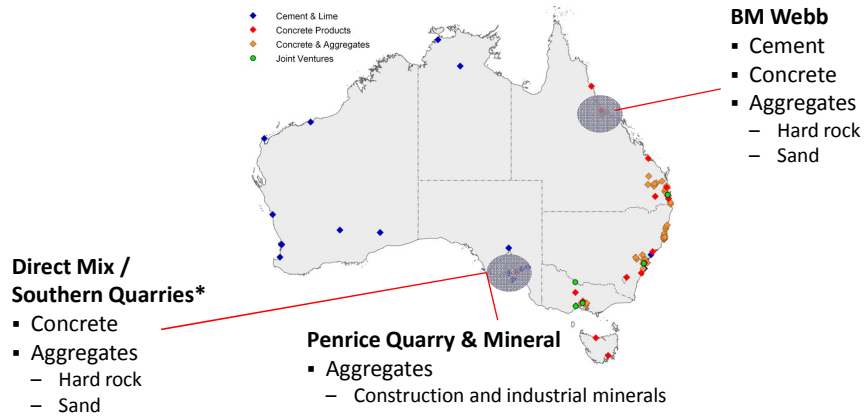 Cement & Lime
Concrete Products
Concrete & Aggregates
Joint Ventures
BM Webb
▪ Cement
▪ Concrete
▪ Aggregates
– Hard rock
– Sand
Direct Mix /
Southern Quarries*
▪ Concrete
▪ Aggregates
– Hard rock
– Sand
Penrice Quarry & Mineral
▪ Aggregates
– Construction and industrial minerals